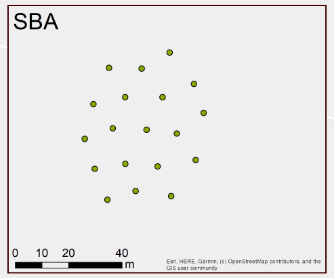 SBA
0 10 20 40
m
Esri, HERE, Garmin, (c) OpenStreetMap contributors, and the
GIS user community